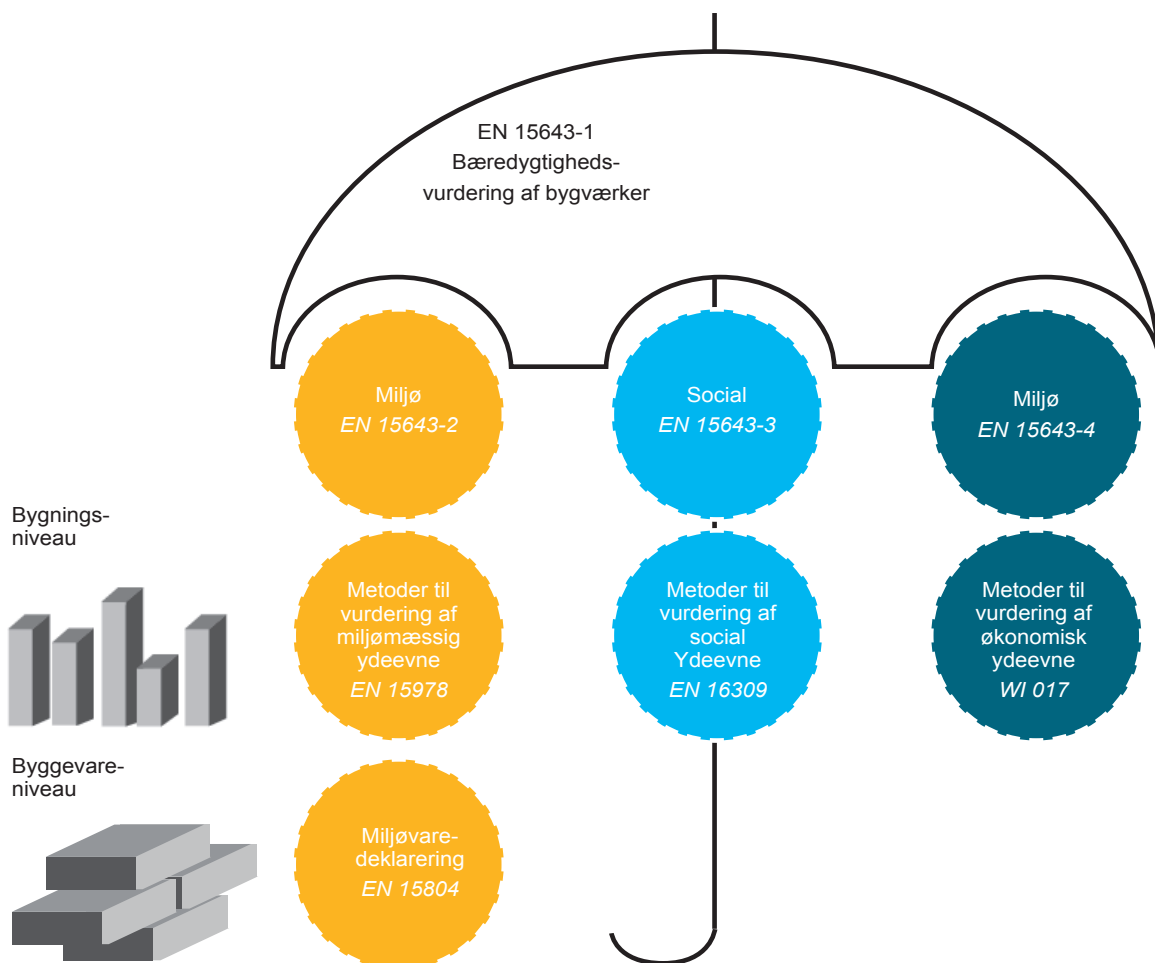 EN 15643-1
Bæredygtigheds-
vurdering af bygværker
Miljø
EN 15643-2
Social
EN 15643-3
Miljø
EN 15643-4
Bygnings-
niveau
Metoder til
vurdering af
miljømæssig
ydeevne
EN 15978
Metoder til
vurdering af
social
Ydeevne
EN 16309
Metoder til
vurdering af
økonomisk
ydeevne
WI 017
Byggevare-
niveau
Miljøvare-
deklarering
EN 15804